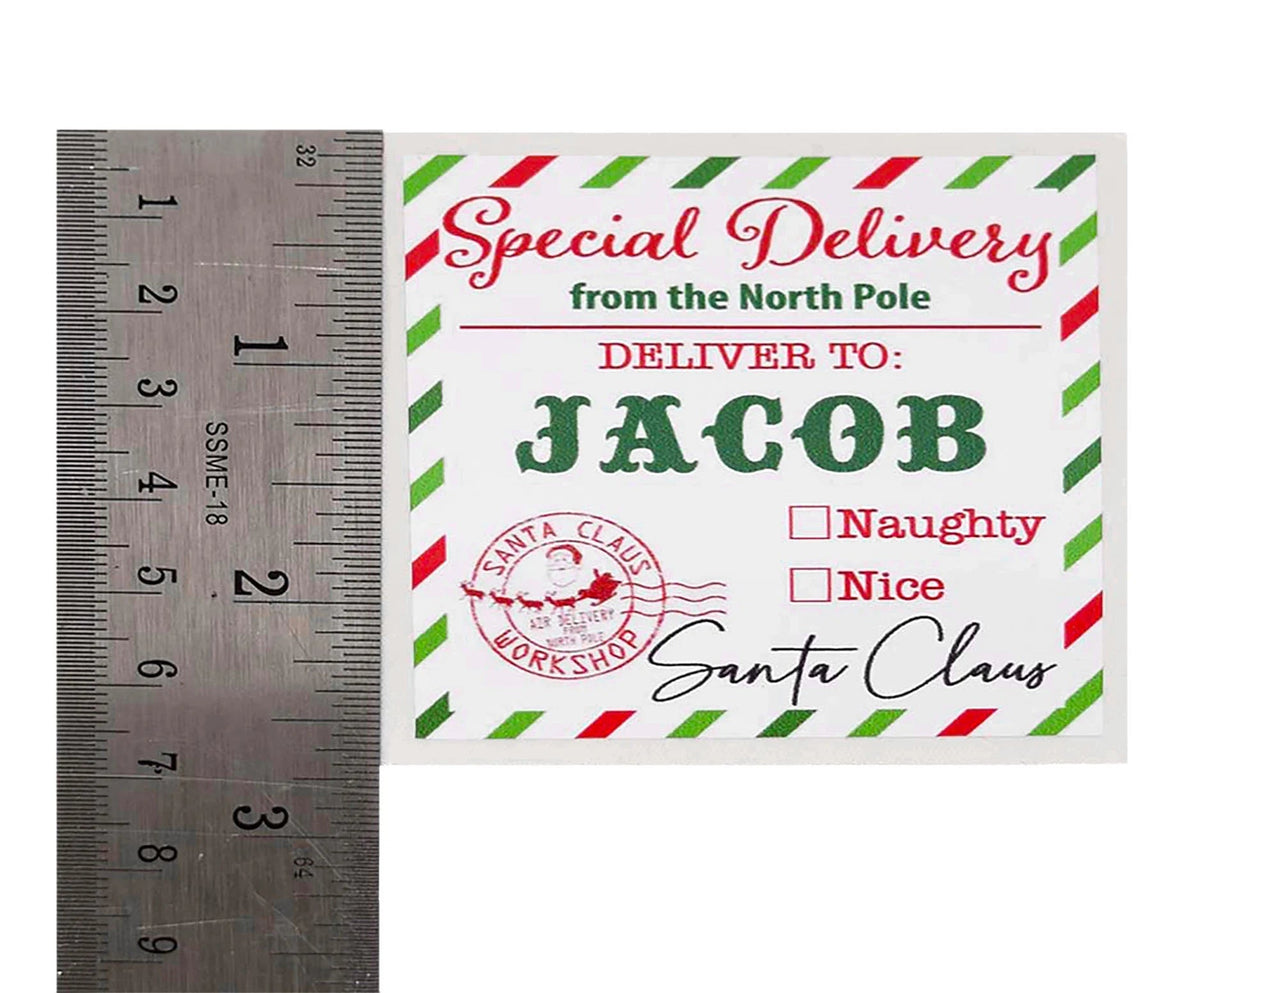 32
1
2
3
4
5
6
7
8
9
SSME-18
1
2
3
64
Special Delivery
from the North Pole
DELIVER TO:
JACOB
Naughty
Nice
SANTA CLAUS
AIR DELIVERY
FROM
NORTH POLE
WORKSHOP
Santa Claus